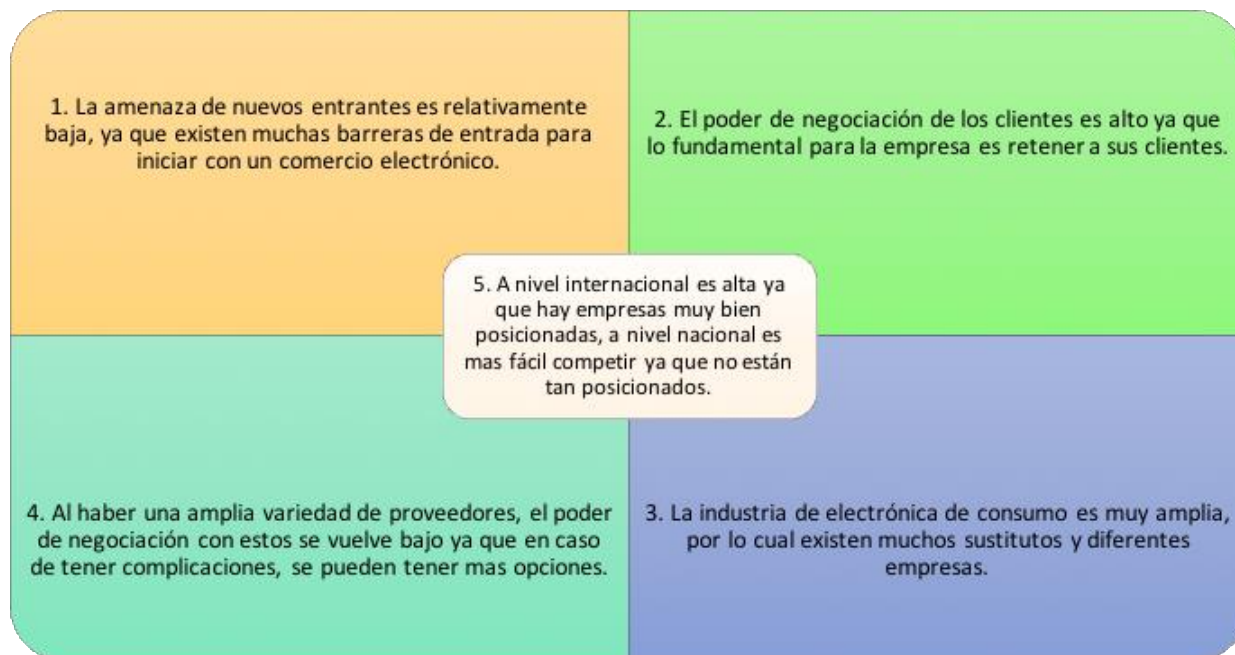 1. La amenaza de nuevos entrantes es relativamente
baja, ya que existen muchas barreras de entrada para
iniciar con un comercio electrónico.
2. El poder de negociación de los clientes es alto ya que
lo fundamental para la empresa es retener a sus clientes.
5. A nivel internacional es alta ya
que hay empresas muy bien
posicionadas, a nivel nacional es
mas fácil competir ya que no están
tan posicionados.
4. Al haber una amplia variedad de proveedores, el poder
de negociación con estos se vuelve bajo ya que en caso
de tener complicaciones, se pueden tener mas opciones.
3. La industria de electrónica de consumo es muy amplia,
por lo cual existen muchos sustitutos y diferentes
empresas.